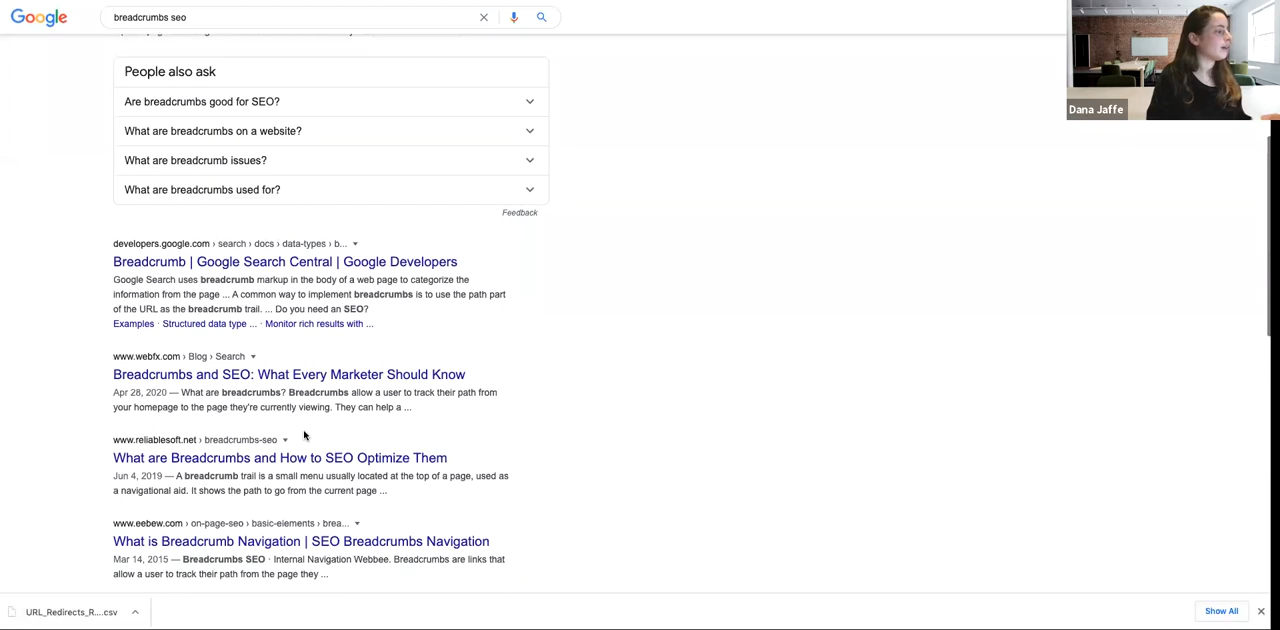 Google
breadcrumbs seo
People also ask
Are breadcrumbs good for SEO?
What are breadcrumbs on a website?
What are breadcrumb issues?
What are breadcrumbs used for?
Feedback
developers.google.com › search › docs › data-types › b...
Breadcrumb | Google Search Central | Google Developers
Google Search uses breadcrumb markup in the body of a web page to categorize the
information from the page ... A common way to implement breadcrumbs is to use the path part
of the URL as the breadcrumb trail. ... Do you need an SEO?
Examples · Structured data type ... · Monitor rich results with ...
www.webfx.com › Blog › Search
Breadcrumbs and SEO: What Every Marketer Should Know
Apr 28, 2020 — What are breadcrumbs? Breadcrumbs allow a user to track their path from
your homepage to the page they're currently viewing. They can help a ...
www.reliablesoft.net › breadcrumbs-seo
What are Breadcrumbs and How to SEO Optimize Them
Jun 4, 2019 — A breadcrumb trail is a small menu usually located at the top of a page, used as
a navigational aid. It shows the path to go from the current page ...
www.eebew.com › on-page-seo › basic-elements › brea...
What is Breadcrumb Navigation | SEO Breadcrumbs Navigation
Mar 14, 2015 — Breadcrumbs SEO · Internal Navigation Webbee. Breadcrumbs are links that
allow a user to track their path from the page they ...
URL_Redirects_R....csv
Show All
Dana Jaffe